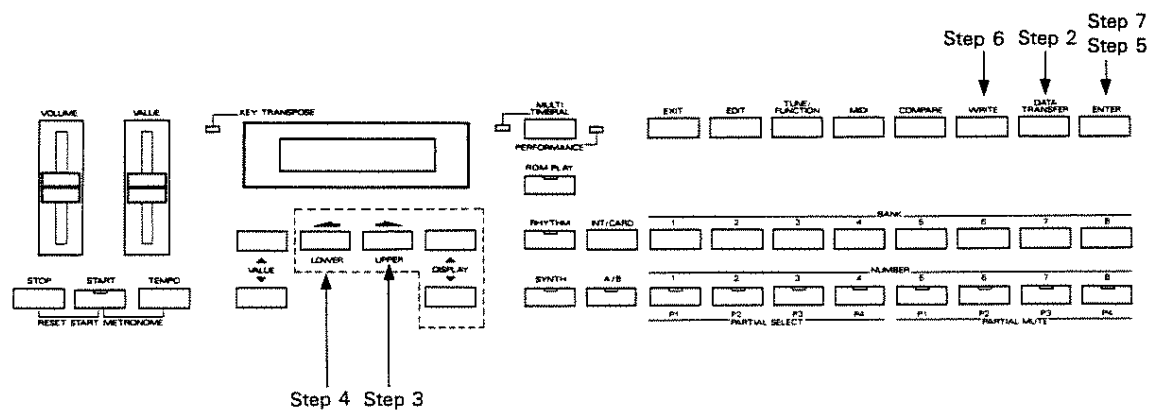 Step 7
Step 6 Step 2 Step 5
VOLUME VALUE KEY TRANSPOSE MULTI TIMBRAL EXIT EDIT TUNE/FUNCTION MIDI COMPARE WRITE DATA TRANSFER ENTER
PERFORMANCE
ROM PLAY
RHYTHM INT/CARD BANK
1 2 3 4 5 6 7 8
VALUE LOWER UPPER DISPLAY
STOP START TEMPO SYNTH A/B NUMBER
1 2 3 4 5 6 7 8
RESET START METRONOME
P1 P2 P3 P4 P1 P2 P3 P4
PARTIAL SELECT PARTIAL MUTE
Step 4 Step 3